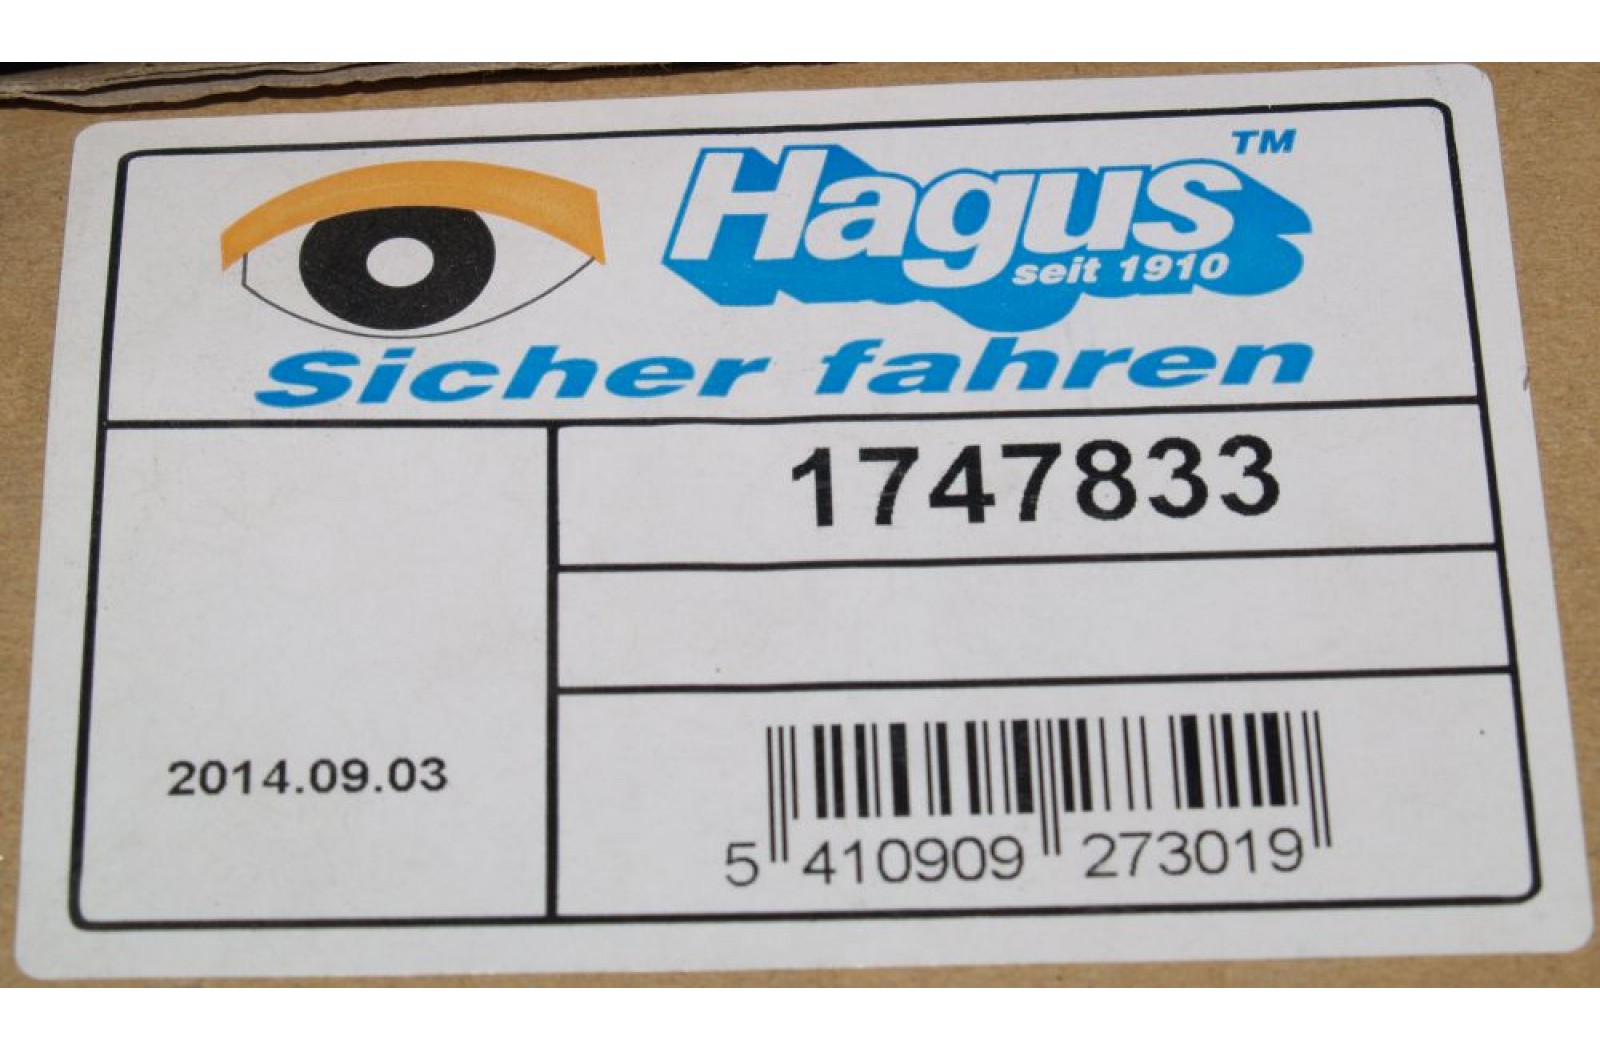 Hagus™
seit 1910
Sicher fahren
1747833
2014.09.03
5 410909 273019